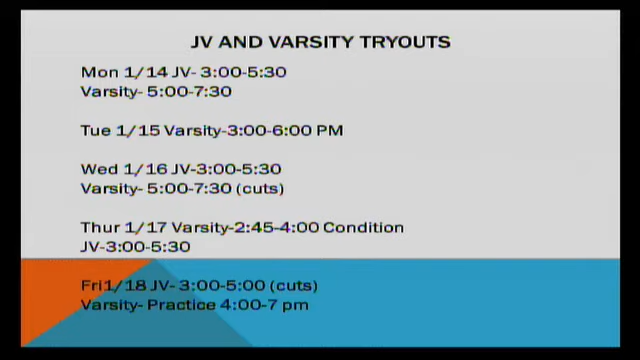 JV AND VARSITY TRYOUTS
Mon 1/14 JV- 3:00-5:30
Varsity- 5:00-7:30
Tue 1/15 Varsity-3:00-6:00 PM
Wed 1/16 JV-3:00-5:30
Varsity- 5:00-7:30 (cuts)
Thur 1/17 Varsity-2:45-4:00 Condition
JV-3:00-5:30
Fri1/18 JV- 3:00-5:00 (cuts)
Varsity- Practice 4:00-7 pm